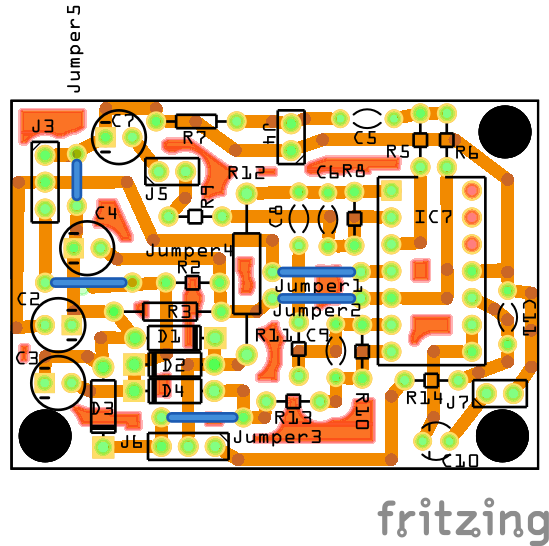 Jumper5
J3
C7
R7
J4
C5
R5
R6
J5
R9
R12
C6
R8
C4
C8
IC7
Jumper4
R2
Jumper1
C2
R3
Jumper2
C11
D1
R11
C9
C3
D2
D4
R14
J7
D3
R13
R10
J6
Jumper3
C10
fritzing